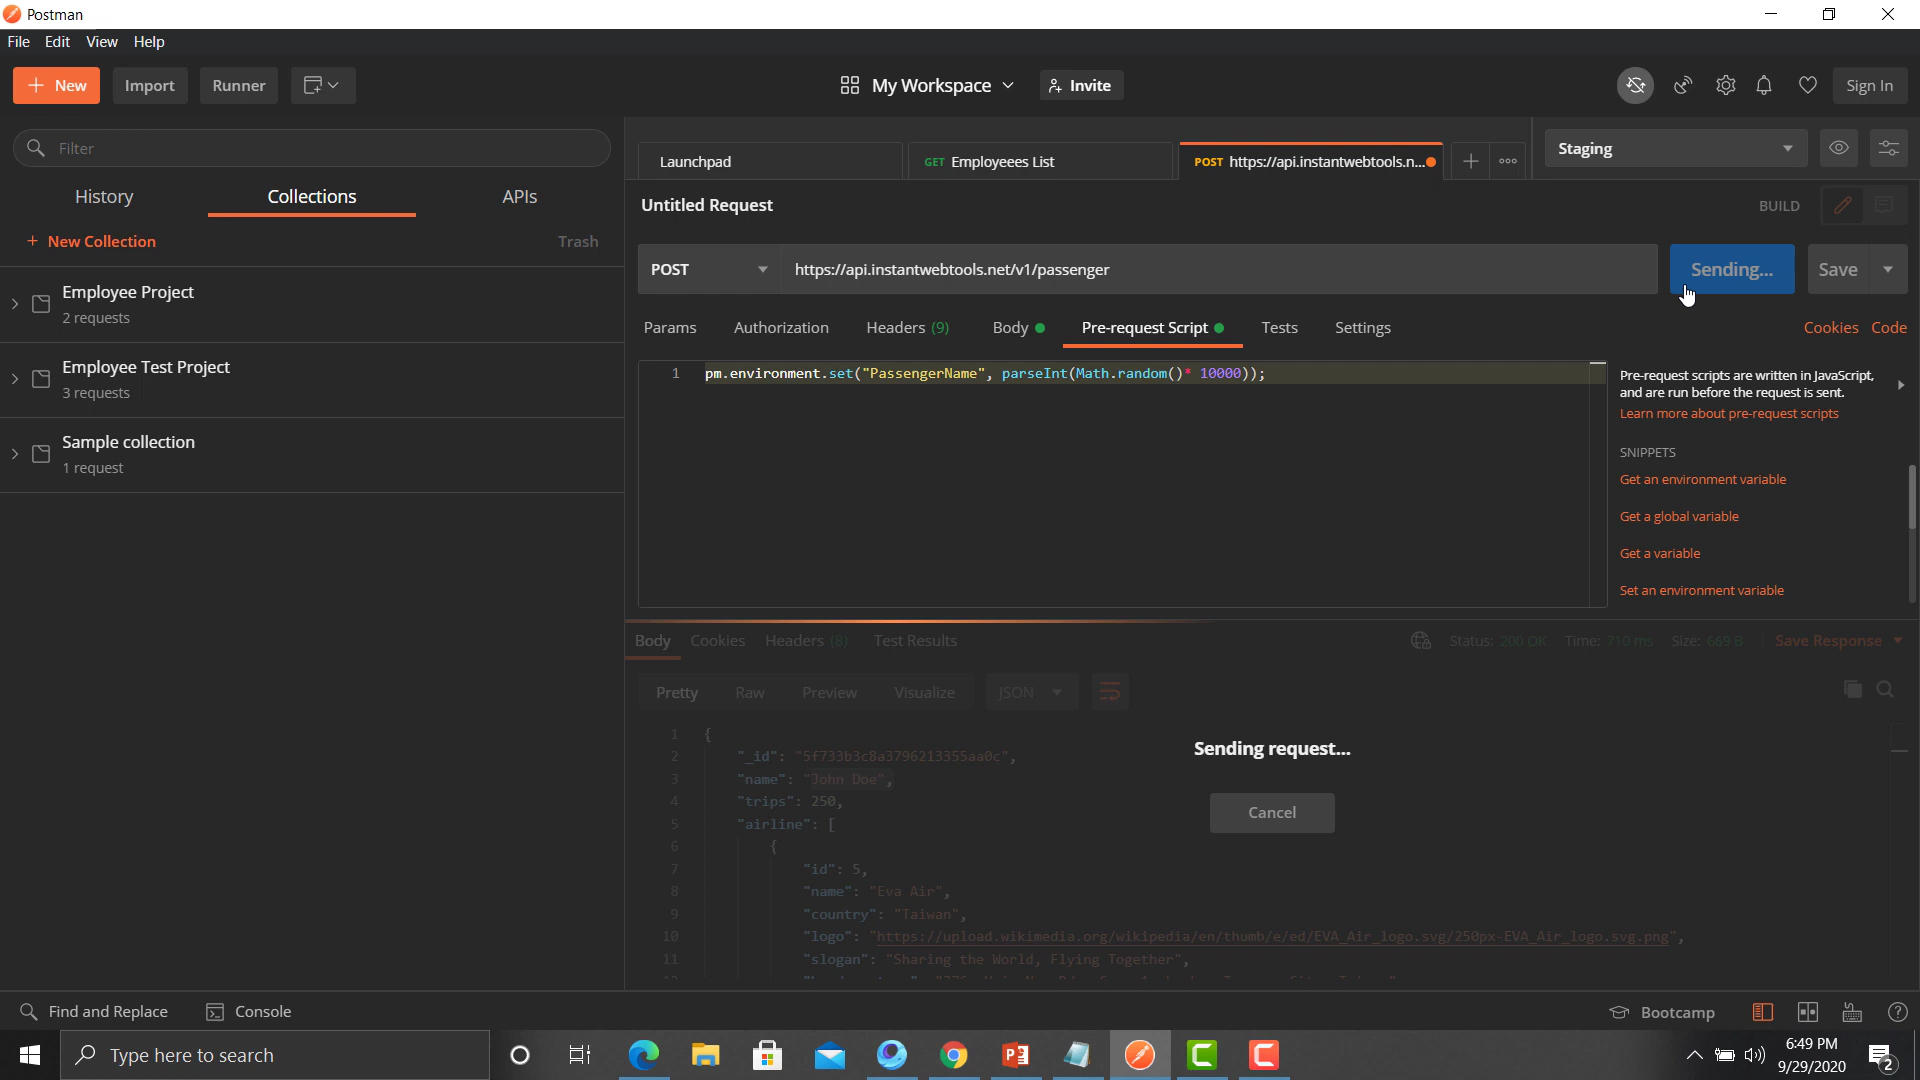 Postman
File Edit View Help
New Import Runner My Workspace Invite Sign In
Filter
History Collections APIs
+ New Collection Trash
Employee Project
2 requests
Employee Test Project
3 requests
Sample collection
1 request
Launchpad GET Employeees List POST https://api.instantwebtools.n... Staging
Untitled Request BUILD
POST https://api.instantwebtools.net/v1/passenger Sending... Save
Params Authorization Headers (9) Body Pre-request Script Tests Settings Cookies Code
1 pm.environment.set("PassengerName", parseInt(Math.random()* 10000));
Pre-request scripts are written in JavaScript,
and are run before the request is sent.
Learn more about pre-request scripts
SNIPPETS
Get an environment variable
Get a global variable
Get a variable
Set an environment variable
Body Cookies Headers (8) Test Results Status: 200 OK Time: 710 ms Size: 669 B Save Response
Pretty Raw Preview Visualize JSON
Sending request...
Cancel
1 {
2 "_id": "5f733b3c8a3796213355aa0c",
3 "name": "John Doe",
4 "trips": 250,
5 "airline": [
6 {
7 "id": 5,
8 "name": "Eva Air",
9 "country": "Taiwan",
10 "logo": "https://upload.wikimedia.org/wikipedia/en/thumb/e/ed/EVA_Air_logo.svg/250px-EVA_Air_logo.svg.png",
11 "slogan": "Sharing the World, Flying Together",
Find and Replace Console Bootcamp
Type here to search
6:49 PM
9/29/2020
2